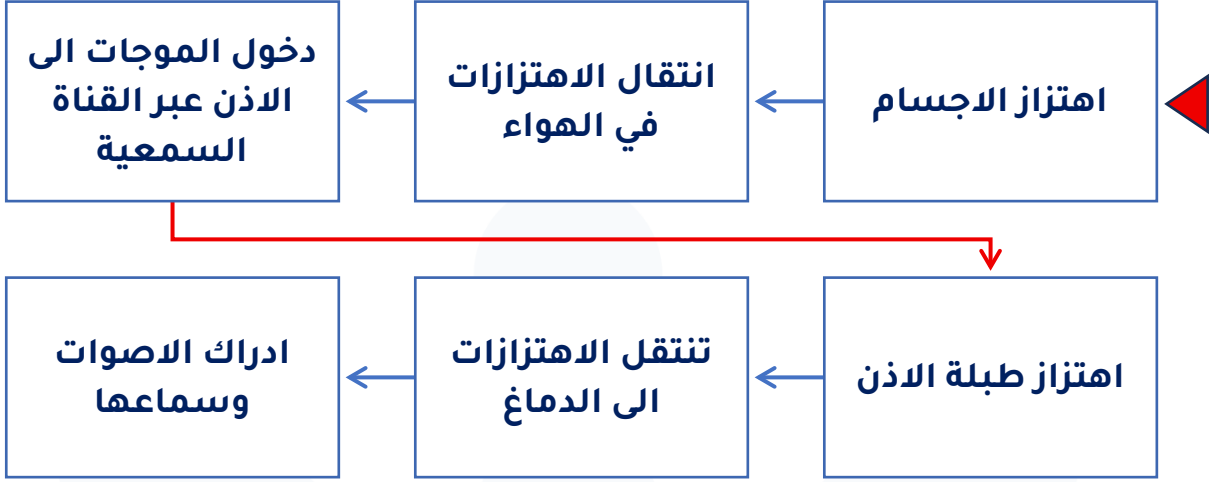 اهتزاز الاجسام
انتقال الاهتزازات
في الهواء
دخول الموجات الى
الاذن عبر القناة
السمعية
اهتزاز طبلة الاذن
تنتقل الاهتزازات
الى الدماغ
ادراك الاصوات
وسماعها